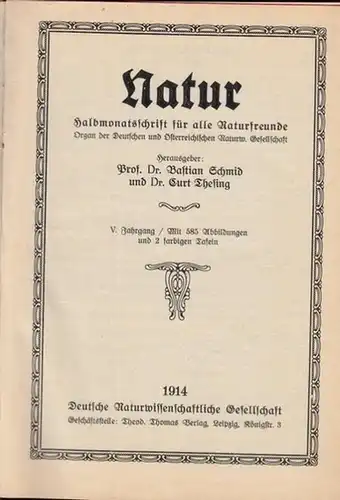 Natur
Halbmonatsschrift für alle Naturfreunde
Organ der Deutschen und Österreichischen Naturw. Gesellschaft
Herausgeber:
Prof. Dr. Bastian Schmid
und Dr. Curt Thesing
V. Jahrgang / Mit 585 Abbildungen
und 2 farbigen Tafeln
1914
Deutsche Naturwissenschaftliche Gesellschaft
Geschäftsstelle: Theod. Thomas Verlag, Leipzig, Königstr. 3